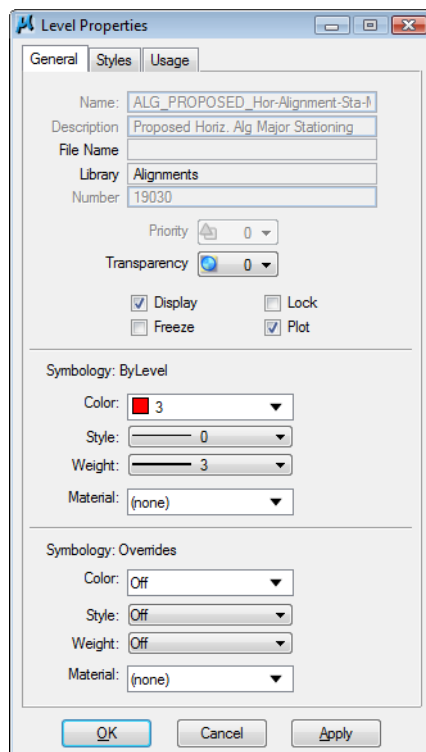 Level Properties
General Styles Usage
Name: ALG_PROPOSED_Hor-Alignment-Sta-
Description Proposed Horiz. Alg Major Stationing
File Name
Library Alignments
Number 19030
Priority 0
Transparency 0
Display Lock
Freeze Plot
Symbology: ByLevel
Color: 3
Style: 0
Weight: 3
Material: (none)
Symbology: Overrides
Color: Off
Style: Off
Weight: Off
Material: (none)
OK Cancel Apply